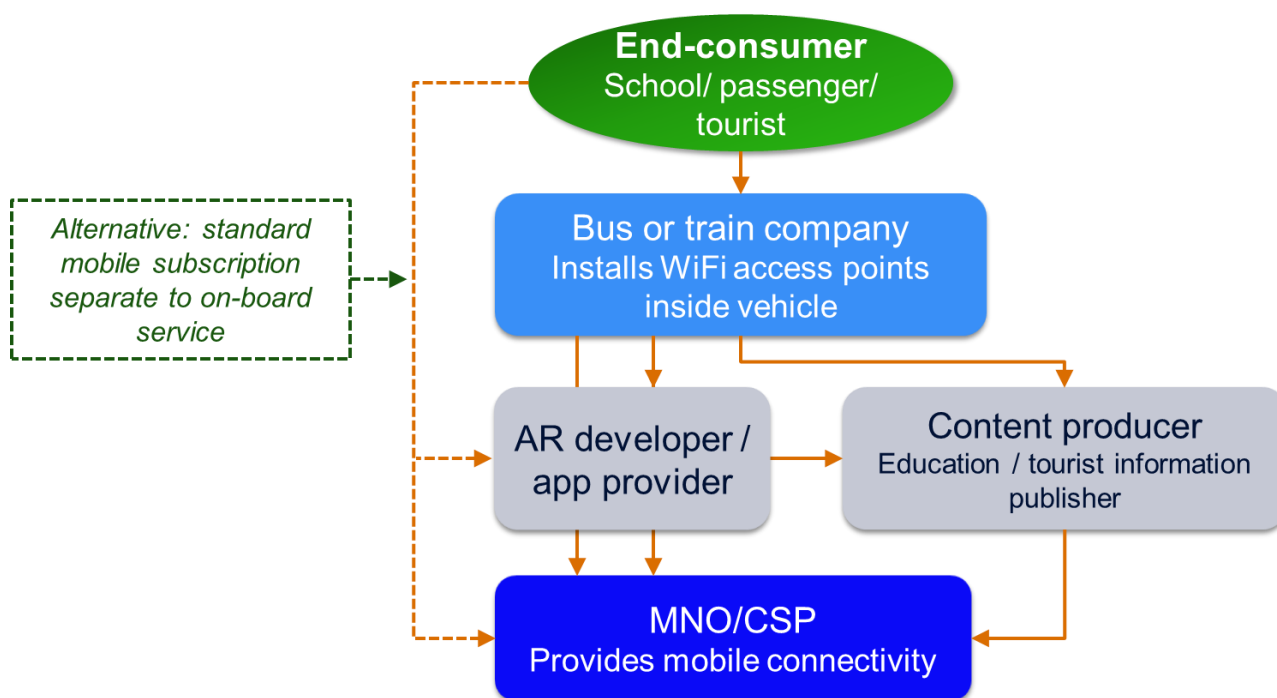 End-consumer
School/ passenger/
tourist
Alternative: standard
mobile subscription
separate to on-board
service
Bus or train company
Installs WiFi access points
inside vehicle
AR developer /
app provider
Content producer
Education / tourist information
publisher
MNO/CSP
Provides mobile connectivity